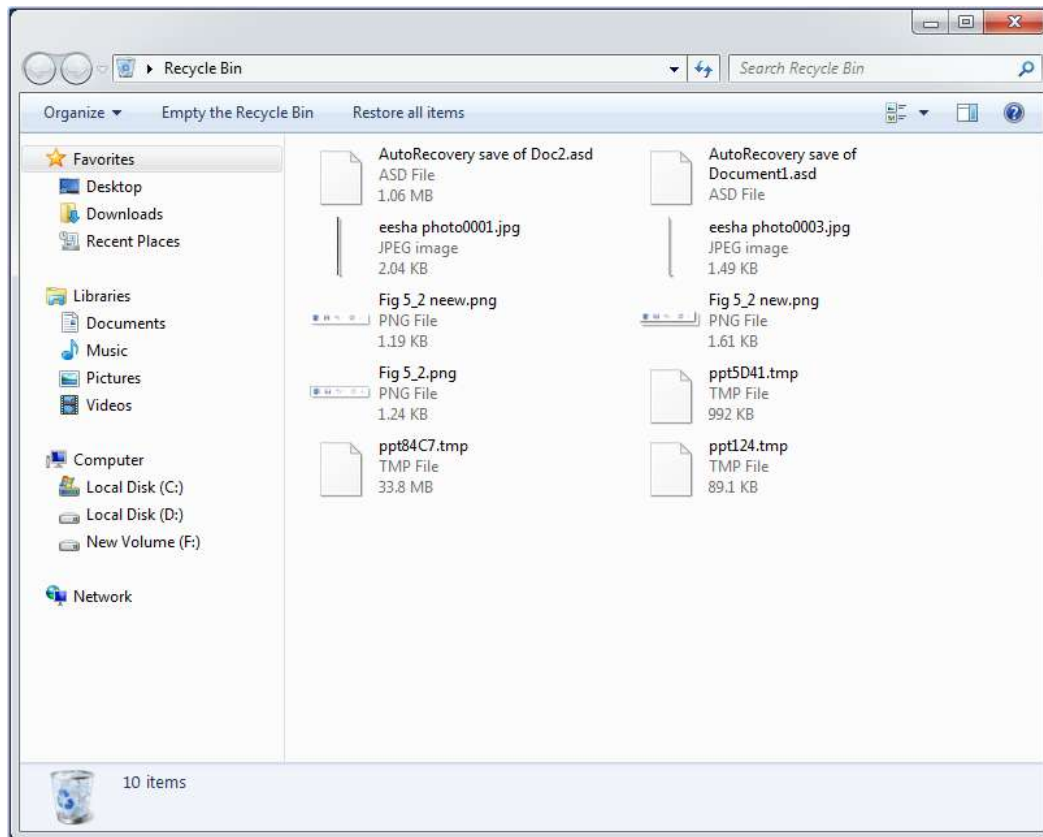 Recycle Bin
Search Recycle Bin
Organize
Empty the Recycle Bin
Restore all items
Favorites
Desktop
Downloads
Recent Places
Libraries
Documents
Music
Pictures
Videos
Computer
Local Disk (C:)
Local Disk (D:)
New Volume (F:)
Network
AutoRecovery save of Doc2.asd
ASD File
1.06 MB
AutoRecovery save of
Document1.asd
ASD File
eesha photo0001.jpg
JPEG image
2.04 KB
eesha photo0003.jpg
JPEG image
1.49 KB
Fig 5_2 neew.png
PNG File
1.19 KB
Fig 5_2 new.png
PNG File
1.61 KB
Fig 5_2.png
PNG File
1.24 KB
ppt5D41.tmp
TMP File
992 KB
ppt84C7.tmp
TMP File
33.8 MB
ppt124.tmp
TMP File
89.1 KB
10 items